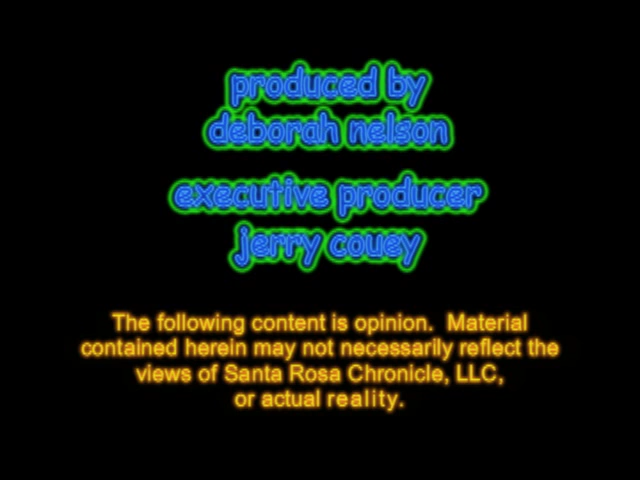 produced by
deborah nelson
executive producer
jerry couey
The following content is opinion.  Material
contained herein may not necessarily reflect the
views of Santa Rosa Chronicle, LLC,
or actual reality.